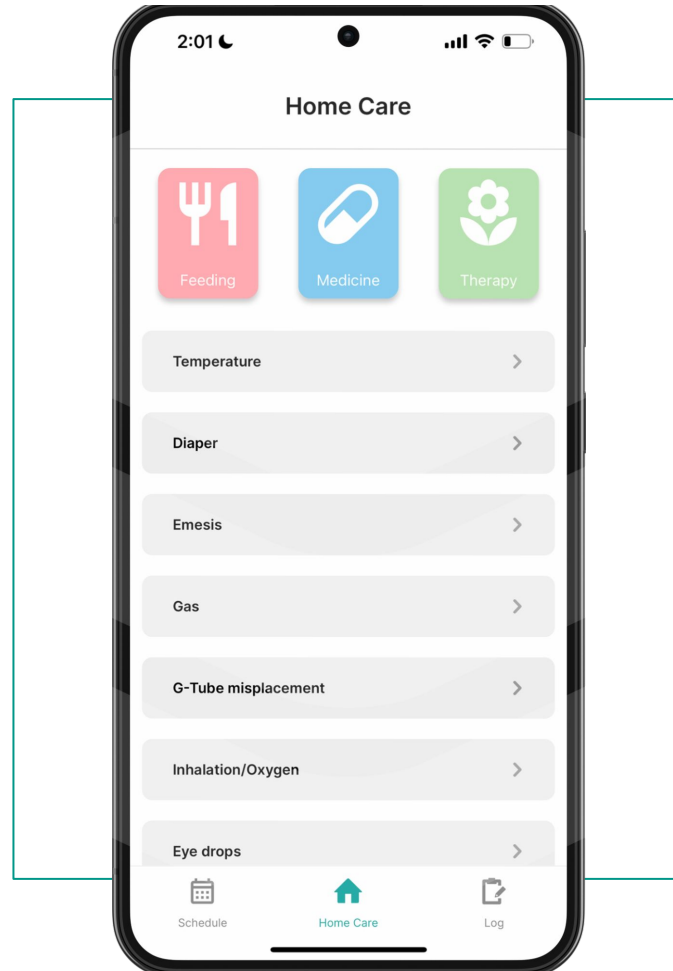 2:01
Home Care
Feeding
Medicine
Therapy
Temperature
Diaper
Emesis
Gas
G-Tube misplacement
Inhalation/Oxygen
Eye drops
Schedule
Home Care
Log